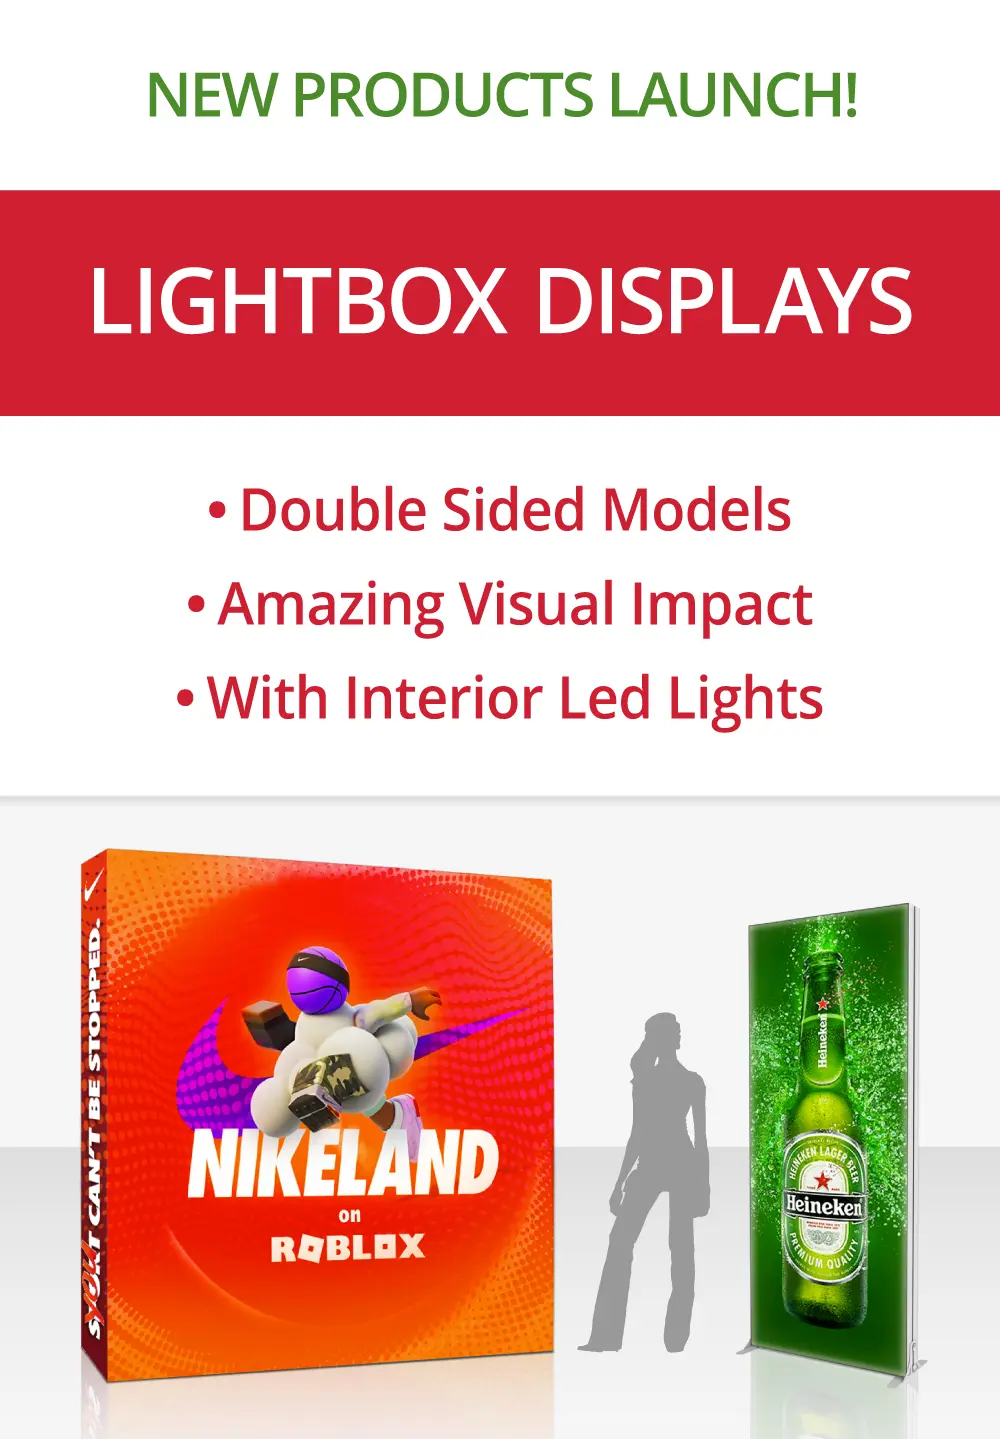 NEW PRODUCTS LAUNCH!
LIGHTBOX DISPLAYS
• Double Sided Models
• Amazing Visual Impact
• With Interior Led Lights
CAN'T BE STOPPED.
YOU
NIKELAND
on
ROBLOX
Heineken
HEINEKEN LAGER BEER
Heineken
PREMIUM QUALITY